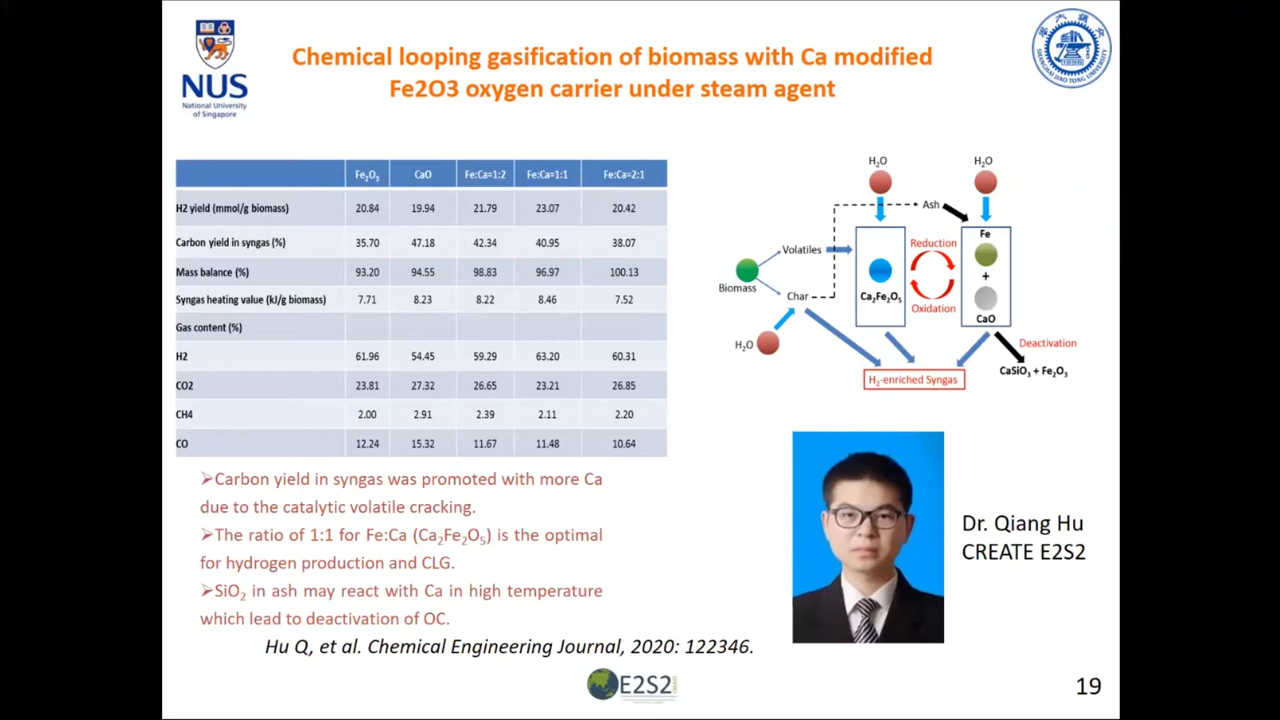 NUS
National University
of Singapore
Chemical looping gasification of biomass with Ca modified
Fe2O3 oxygen carrier under steam agent
SHANGHAI JIAO TONG UNIVERSITY
Fe₂O₃ CaO Fe:Ca=1:2 Fe:Ca=1:1 Fe:Ca=2:1
H2 yield (mmol/g biomass) 20.84 19.94 21.79 23.07 20.42
Carbon yield in syngas (%) 35.70 47.18 42.34 40.95 38.07
Mass balance (%) 93.20 94.55 98.83 96.97 100.13
Syngas heating value (kJ/g biomass) 7.71 8.23 8.22 8.46 7.52
Gas content (%)
H2 61.96 54.45 59.29 63.20 60.31
CO2 23.81 27.32 26.65 23.21 26.85
CH4 2.00 2.91 2.39 2.11 2.20
CO 12.24 15.32 11.67 11.48 10.64
H₂O
H₂O
Ash
Fe
Volatiles
Reduction
+
Biomass
Char
Ca₂Fe₂O₅
Oxidation
CaO
H₂O
Deactivation
CaSiO₃ + Fe₂O₃
H₂-enriched Syngas
➢Carbon yield in syngas was promoted with more Ca
due to the catalytic volatile cracking.
➢The ratio of 1:1 for Fe:Ca (Ca₂Fe₂O₅) is the optimal
for hydrogen production and CLG.
➢SiO₂ in ash may react with Ca in high temperature
which lead to deactivation of OC.
Dr. Qiang Hu
CREATE E2S2
Hu Q, et al. Chemical Engineering Journal, 2020: 122346.
E2S2
19